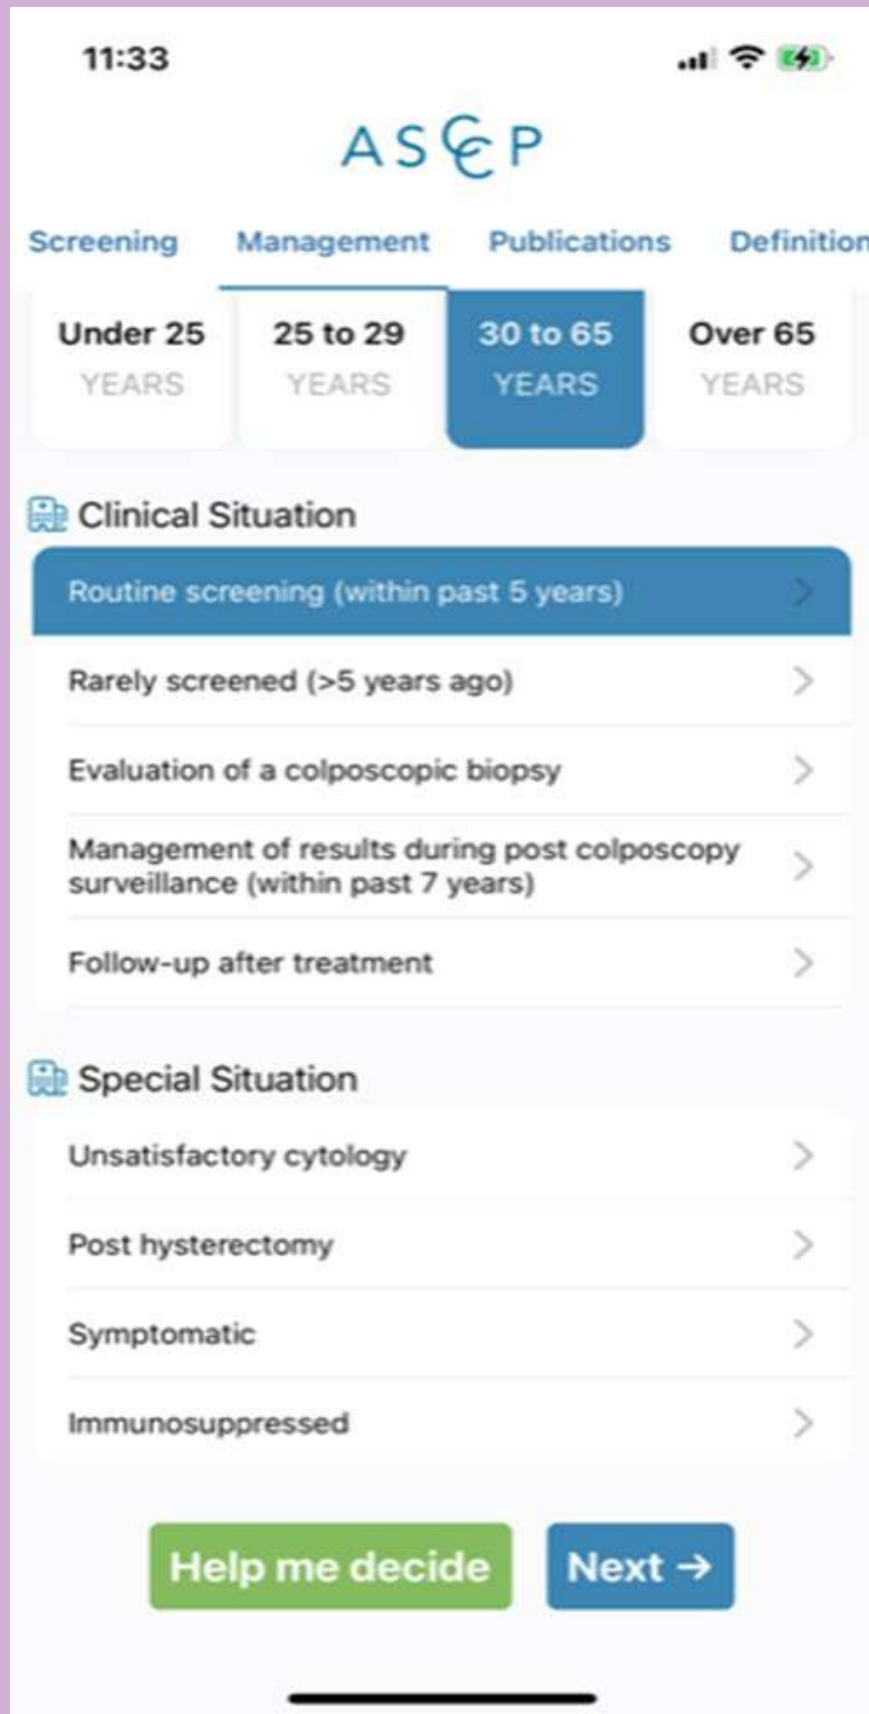 11:33
ASCCP
Screening Management Publications Definition
Under 25 25 to 29 30 to 65 Over 65
YEARS YEARS YEARS YEARS
Clinical Situation
Routine screening (within past 5 years)
Rarely screened (>5 years ago)
Evaluation of a colposcopic biopsy
Management of results during post colposcopy
surveillance (within past 7 years)
Follow-up after treatment
Special Situation
Unsatisfactory cytology
Post hysterectomy
Symptomatic
Immunosuppressed
Help me decide Next →